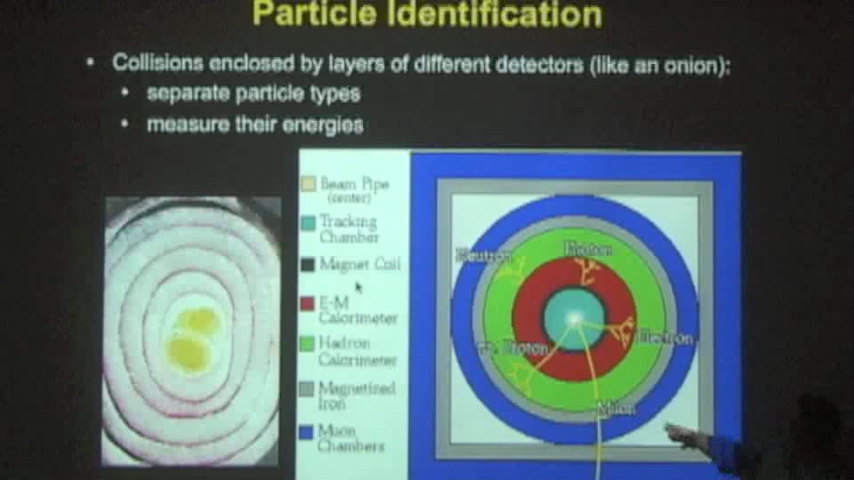 Particle Identification
• Collisions enclosed by layers of different detectors (like an onion):
• separate particle types
• measure their energies
Beam Pipe
(center)
Tracking
Chamber
Magnet Coil
E-M
Calorimeter
Hadron
Calorimeter
Magnetized
Iron
Muon
Chambers
Neutron
Photon
Electron
Proton
Muon